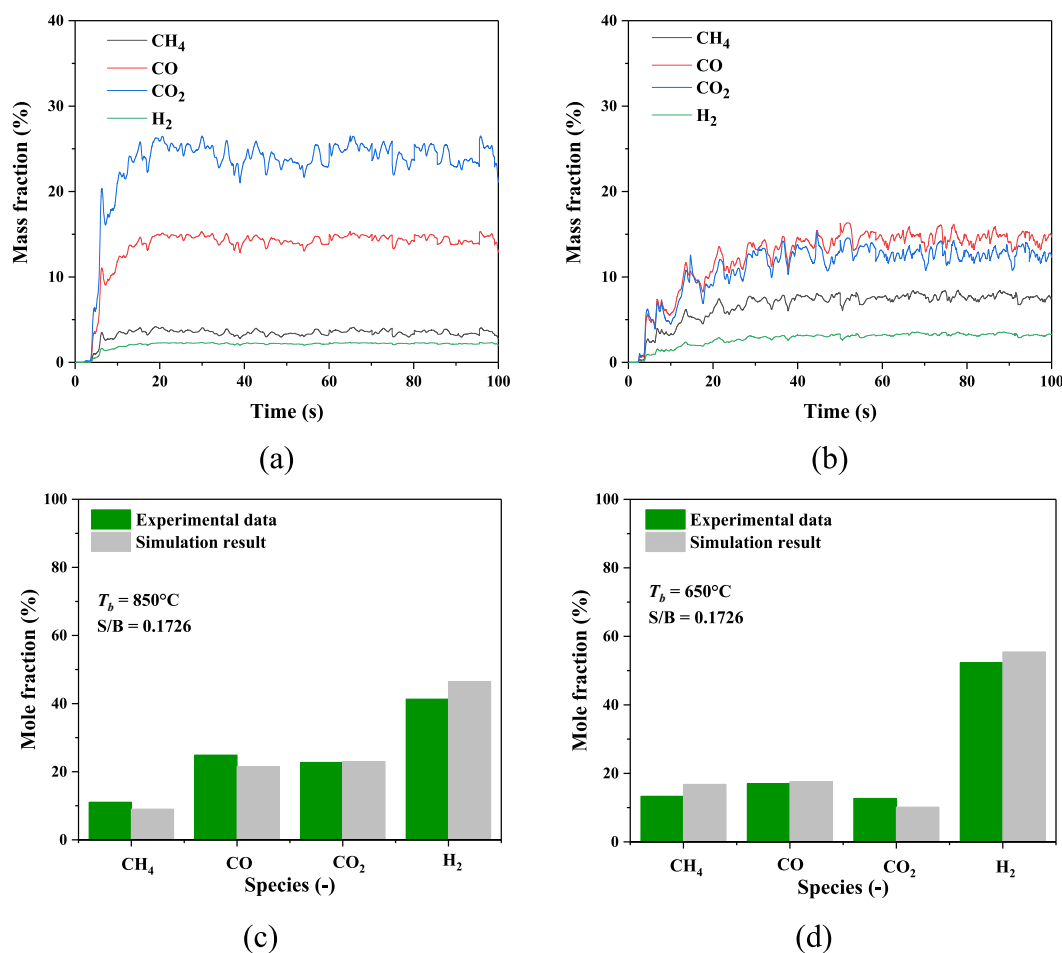 40
30
20
10
0
Mass fraction (%)
CH₄
CO
CO₂
H₂
0 20 40 60 80 100
Time (s)
(a)
40
30
20
10
0
Mass fraction (%)
CH₄
CO
CO₂
H₂
0 20 40 60 80 100
Time (s)
(b)
100
80
60
40
20
0
Mole fraction (%)
Experimental data
Simulation result
T_b = 850°C
S/B = 0.1726
CH₄ CO CO₂ H₂
Species (-)
(c)
100
80
60
40
20
0
Mole fraction (%)
Experimental data
Simulation result
T_b = 650°C
S/B = 0.1726
CH₄ CO CO₂ H₂
Species (-)
(d)